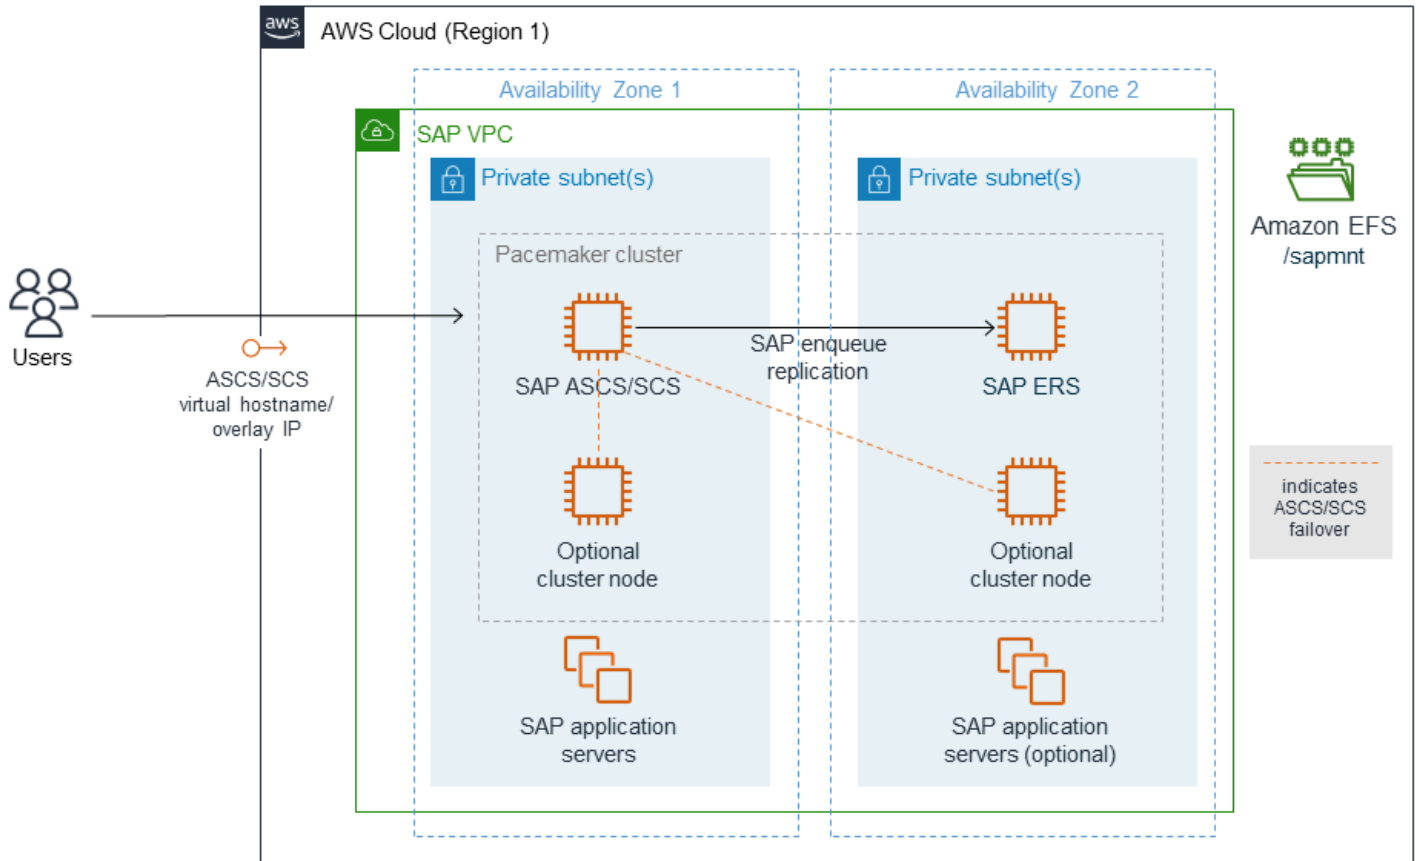 aws
AWS Cloud (Region 1)
Availability Zone 1
Availability Zone 2
SAP VPC
Private subnet(s)
Private subnet(s)
Amazon EFS
/sapmnt
Pacemaker cluster
Users
ASCS/SCS
virtual hostname/
overlay IP
SAP ASCS/SCS
SAP enqueue
replication
SAP ERS
indicates
ASCS/SCS
failover
Optional
cluster node
Optional
cluster node
SAP application
servers
SAP application
servers (optional)